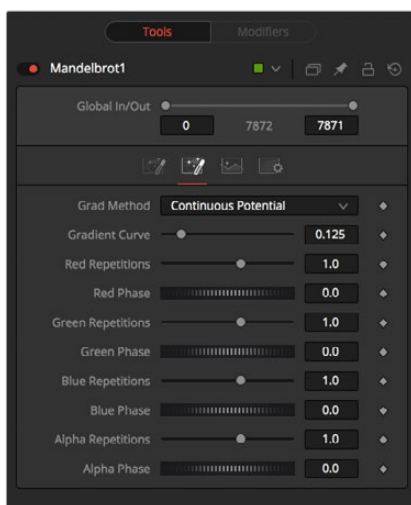 Tools Modifiers
Mandelbrot1
Global In/Out
0 7872 7871
Grad Method Continuous Potential
Gradient Curve 0.125
Red Repetitions 1.0
Red Phase 0.0
Green Repetitions 1.0
Green Phase 0.0
Blue Repetitions 1.0
Blue Phase 0.0
Alpha Repetitions 1.0
Alpha Phase 0.0